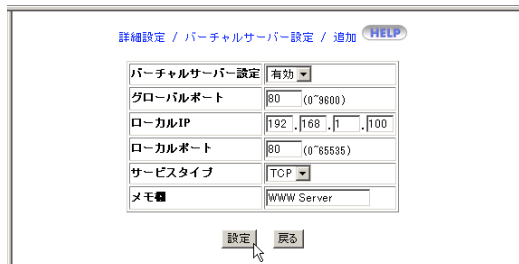 詳細設定 / バーチャルサーバー設定 / 追加 HELP
バーチャルサーバー設定 有効
グローバルポート 80 (0~9600)
ローカルIP 192 . 168 . 1 . 100
ローカルポート 80 (0~65535)
サービスタイプ TCP
メモ
WWW Server
設定 戻る